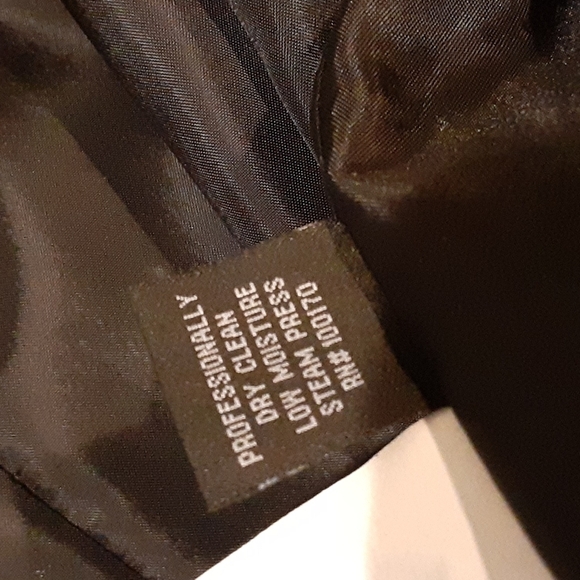 PROFESSIONALLY
DRY CLEAN
LOW MOISTURE
STEAM PRESS
RN# 100170